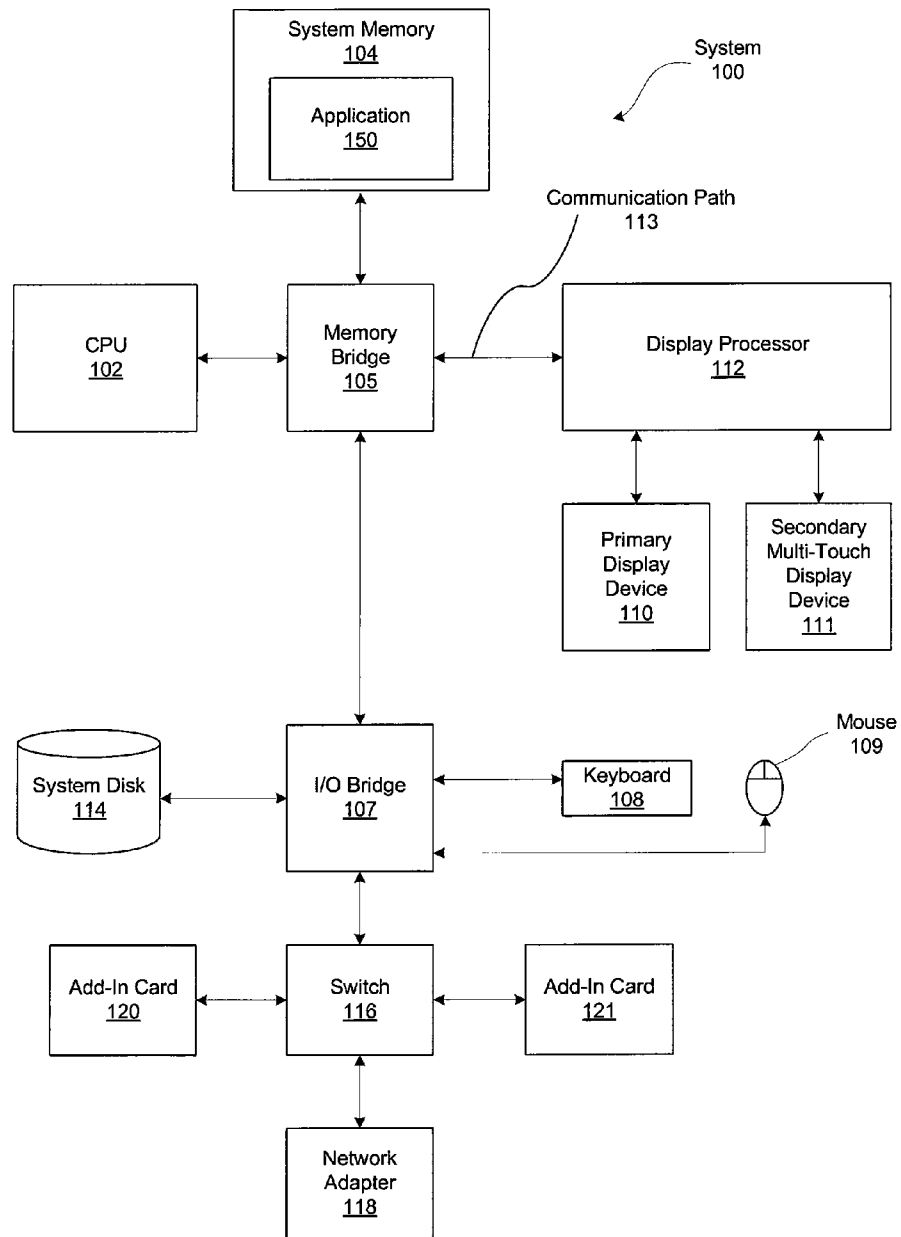 System Memory
104
Application
150
System
100
Communication Path
113
CPU
102
Memory
Bridge
105
Display Processor
112
Primary
Display
Device
110
Secondary
Multi-Touch
Display
Device
111
Mouse
109
System Disk
114
I/O Bridge
107
Keyboard
108
Add-In Card
120
Switch
116
Add-In Card
121
Network
Adapter
118